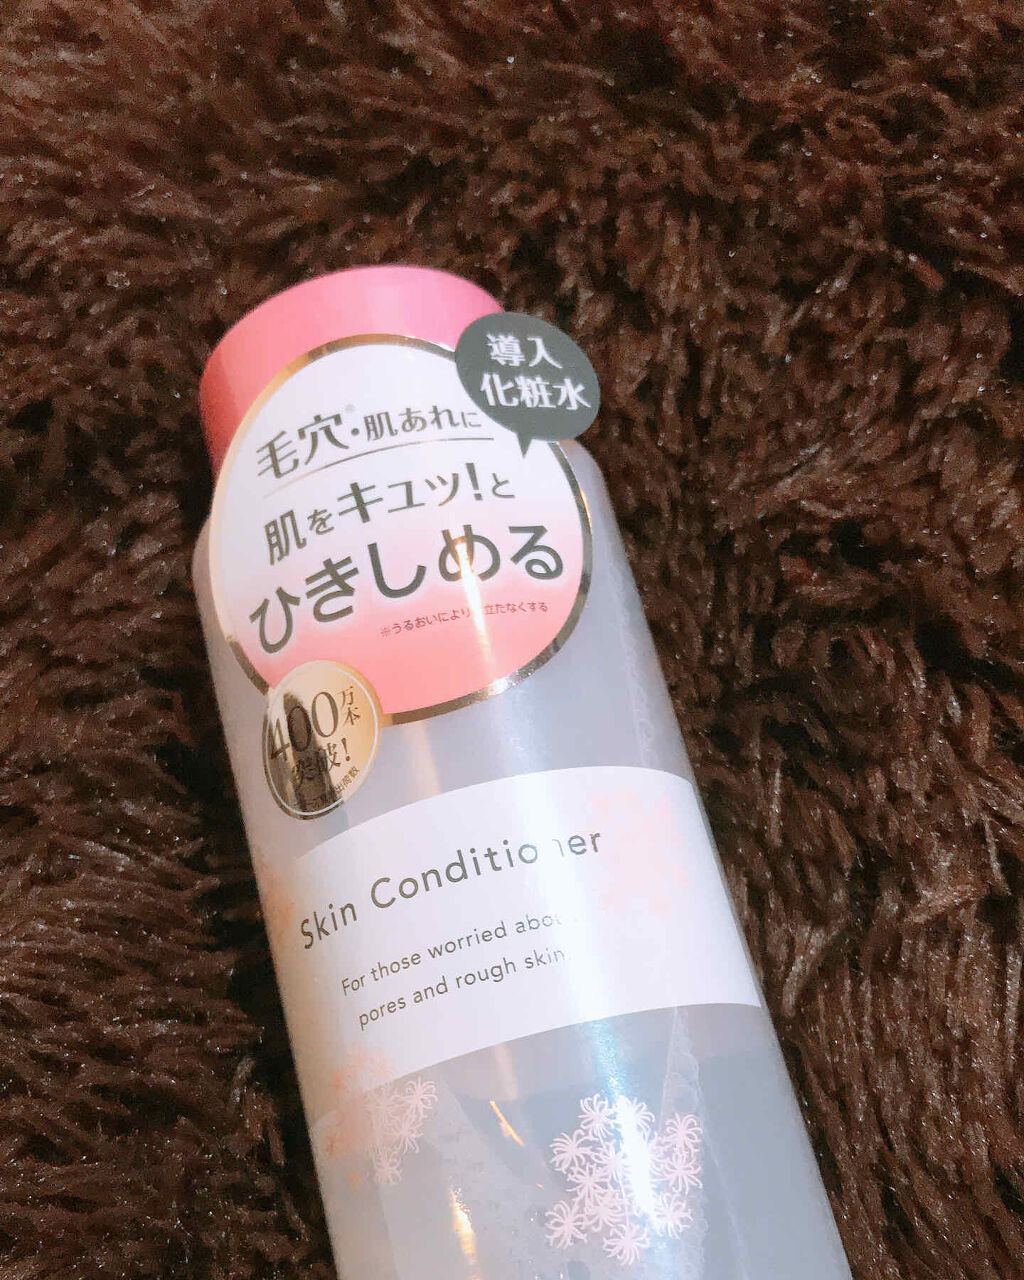 導入
化粧水
毛穴※・肌あれに
肌をキュッ!と
ひきしめる
※うるおいにより 立たなくする
400万本
突破!
Skin Conditioner
For those worried
pores and rough skin.